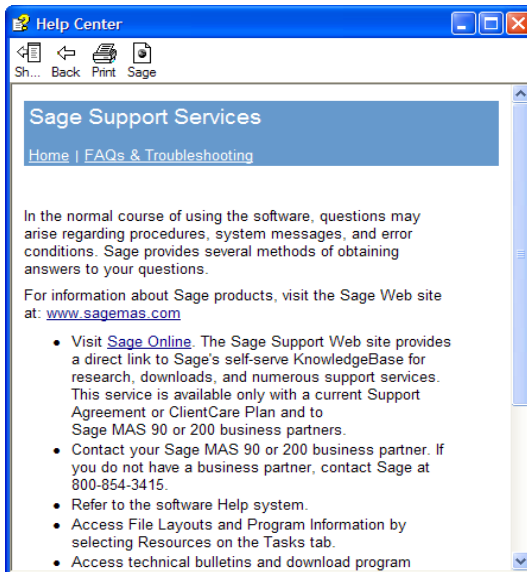 Help Center
Sh... Back Print Sage
Sage Support Services
Home | FAQs & Troubleshooting
In the normal course of using the software, questions may
arise regarding procedures, system messages, and error
conditions. Sage provides several methods of obtaining
answers to your questions.
For information about Sage products, visit the Sage Web site
at: www.sagemas.com
• Visit Sage Online. The Sage Support Web site provides
a direct link to Sage's self-serve KnowledgeBase for
research, downloads, and numerous support services.
This service is available only with a current Support
Agreement or ClientCare Plan and to
Sage MAS 90 or 200 business partners.
• Contact your Sage MAS 90 or 200 business partner. If
you do not have a business partner, contact Sage at
800-854-3415.
• Refer to the software Help system.
• Access File Layouts and Program Information by
selecting Resources on the Tasks tab.
• Access technical bulletins and download program